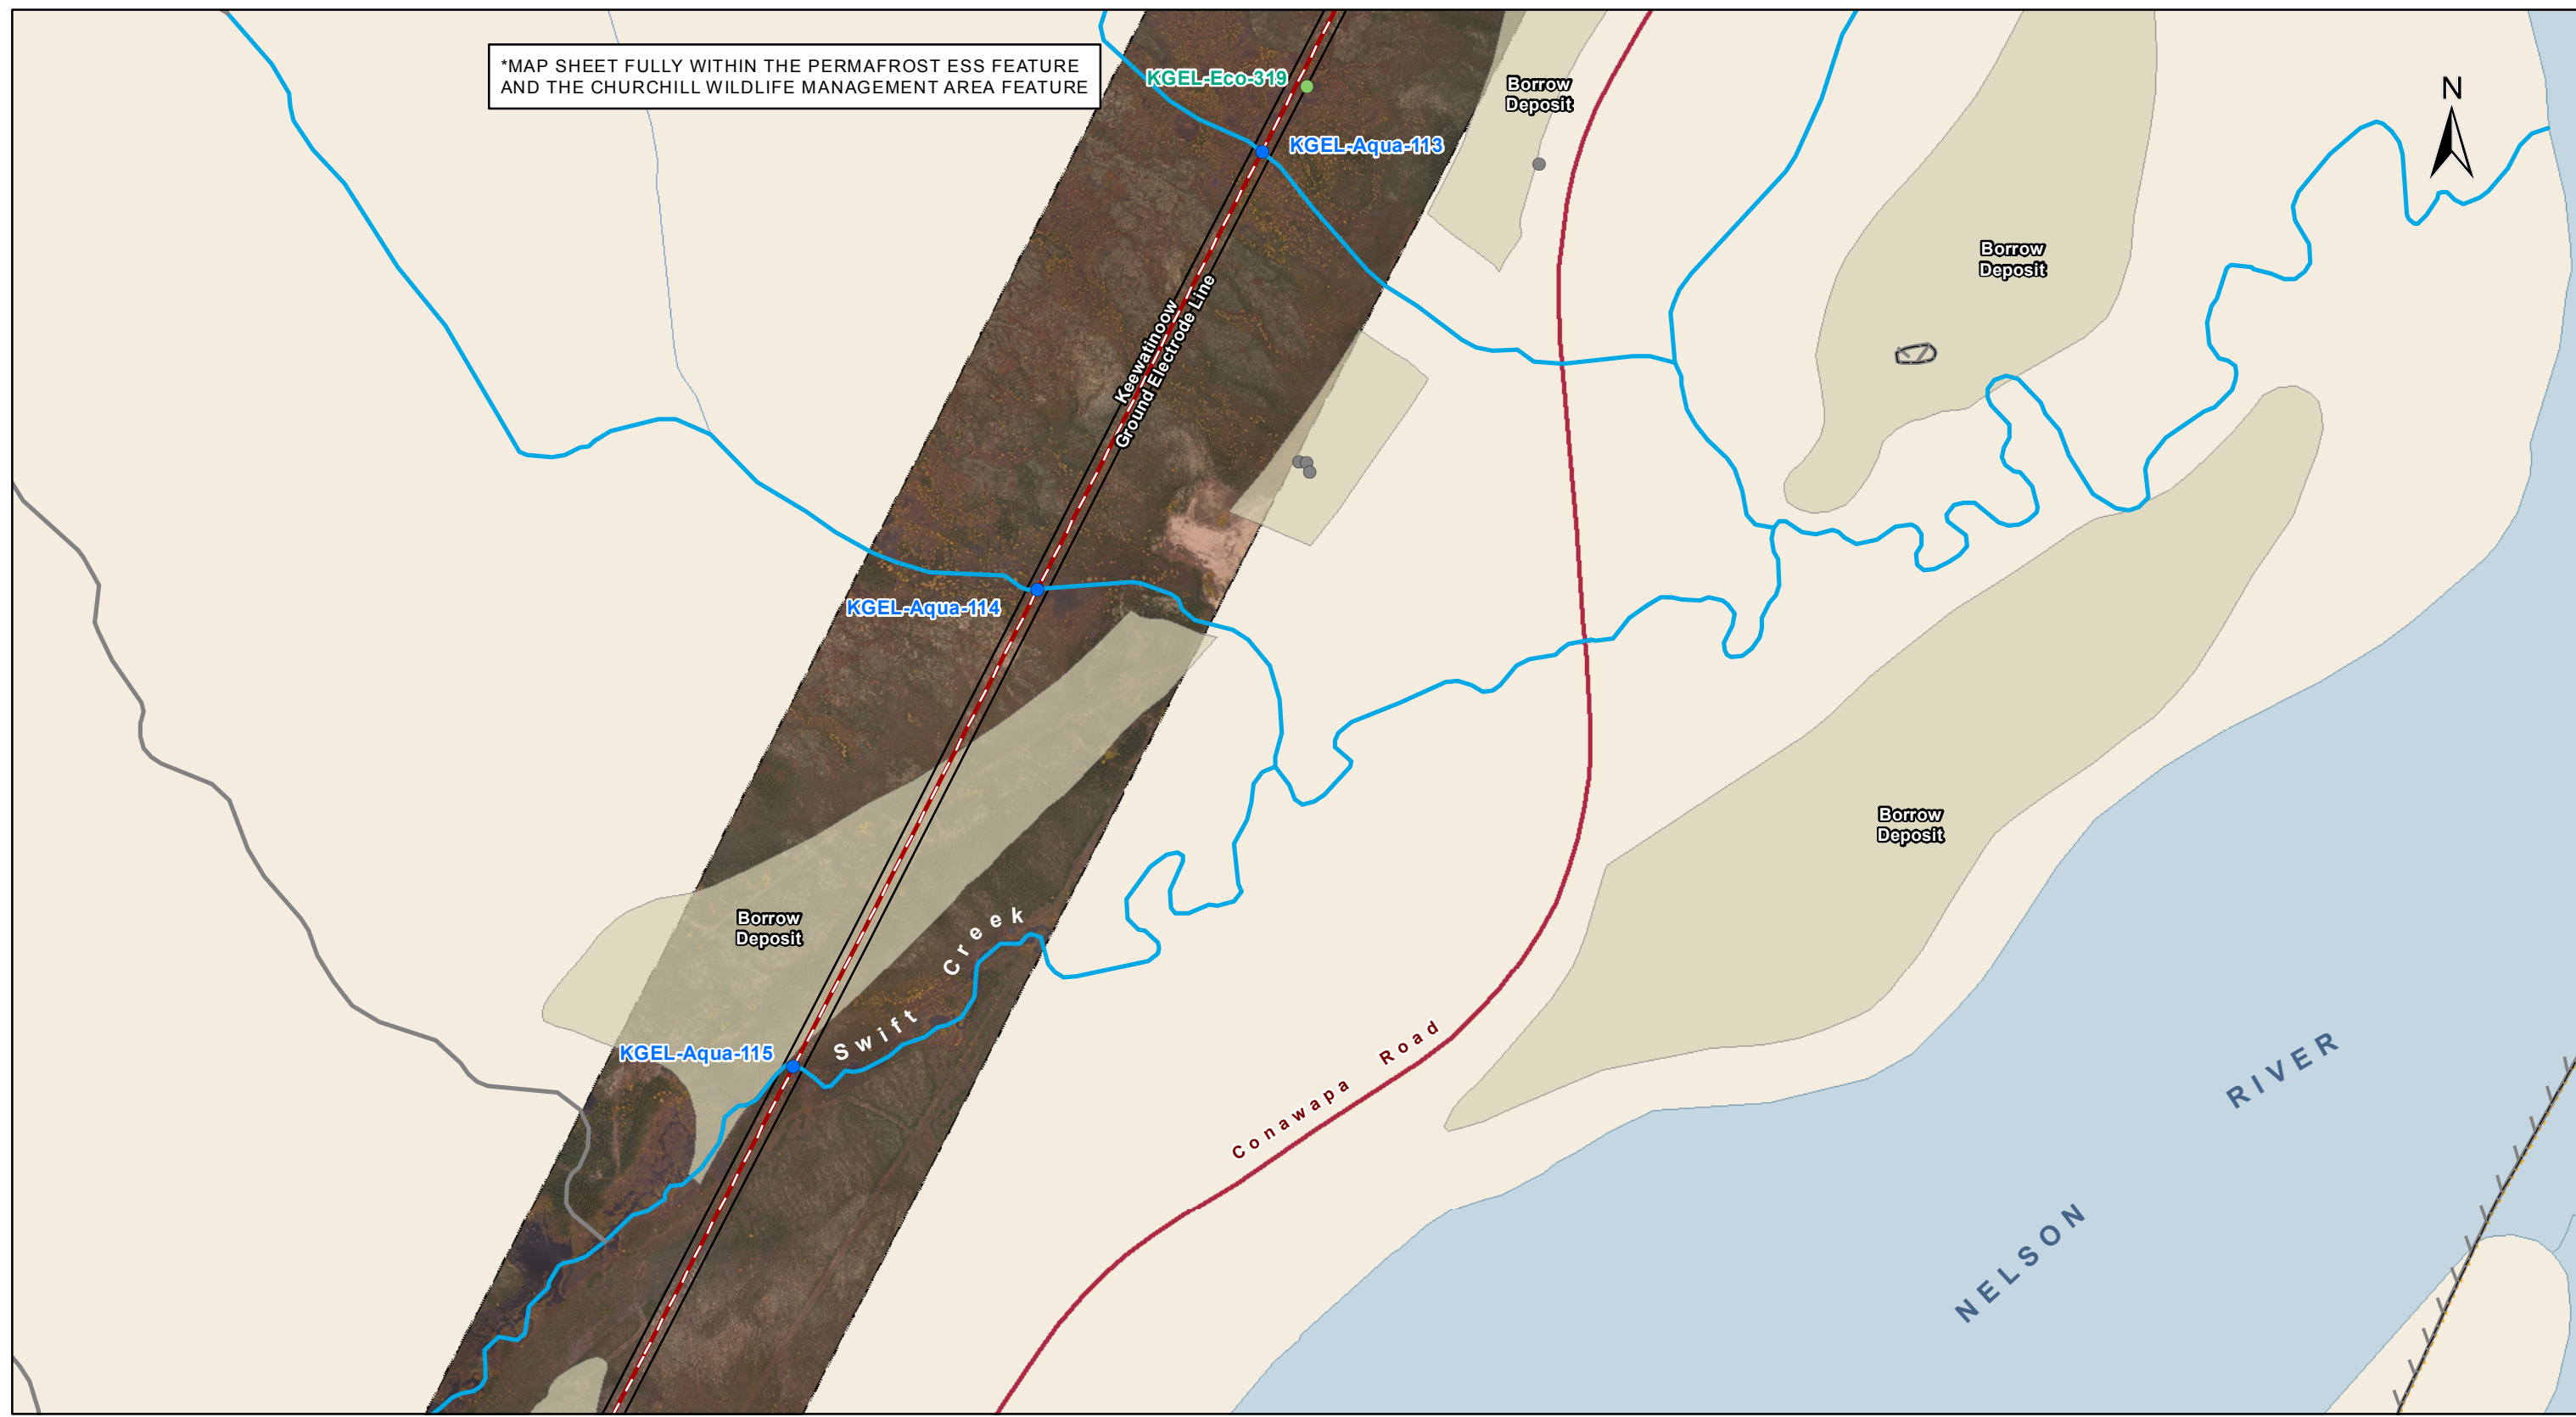 *MAP SHEET FULLY WITHIN THE PERMAFROST ESS FEATURE
AND THE CHURCHILL WILDLIFE MANAGEMENT AREA FEATURE
KGEL-Eco-319
Borrow
Deposit
N
KGEL-Aqua-113
Borrow
Deposit
Keewatinoow
Ground Electrode Line
KGEL-Aqua-114
Borrow
Deposit
Borrow
Deposit
Swift Creek
KGEL-Aqua-115
Conawapa Road
NELSON RIVER